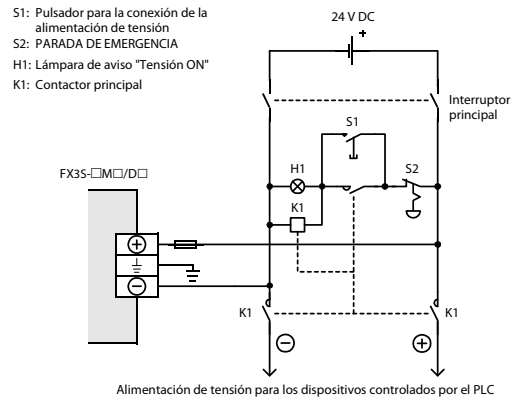 S1: Pulsador para la conexión de la
alimentación de tensión
S2: PARADA DE EMERGENCIA
H1: Lámpara de aviso "Tensión ON"
K1: Contactor principal
24 V DC
+
Interruptor
principal
S1
H1
S2
K1
FX3S-□M□/D□
K1
K1
Alimentación de tensión para los dispositivos controlados por el PLC